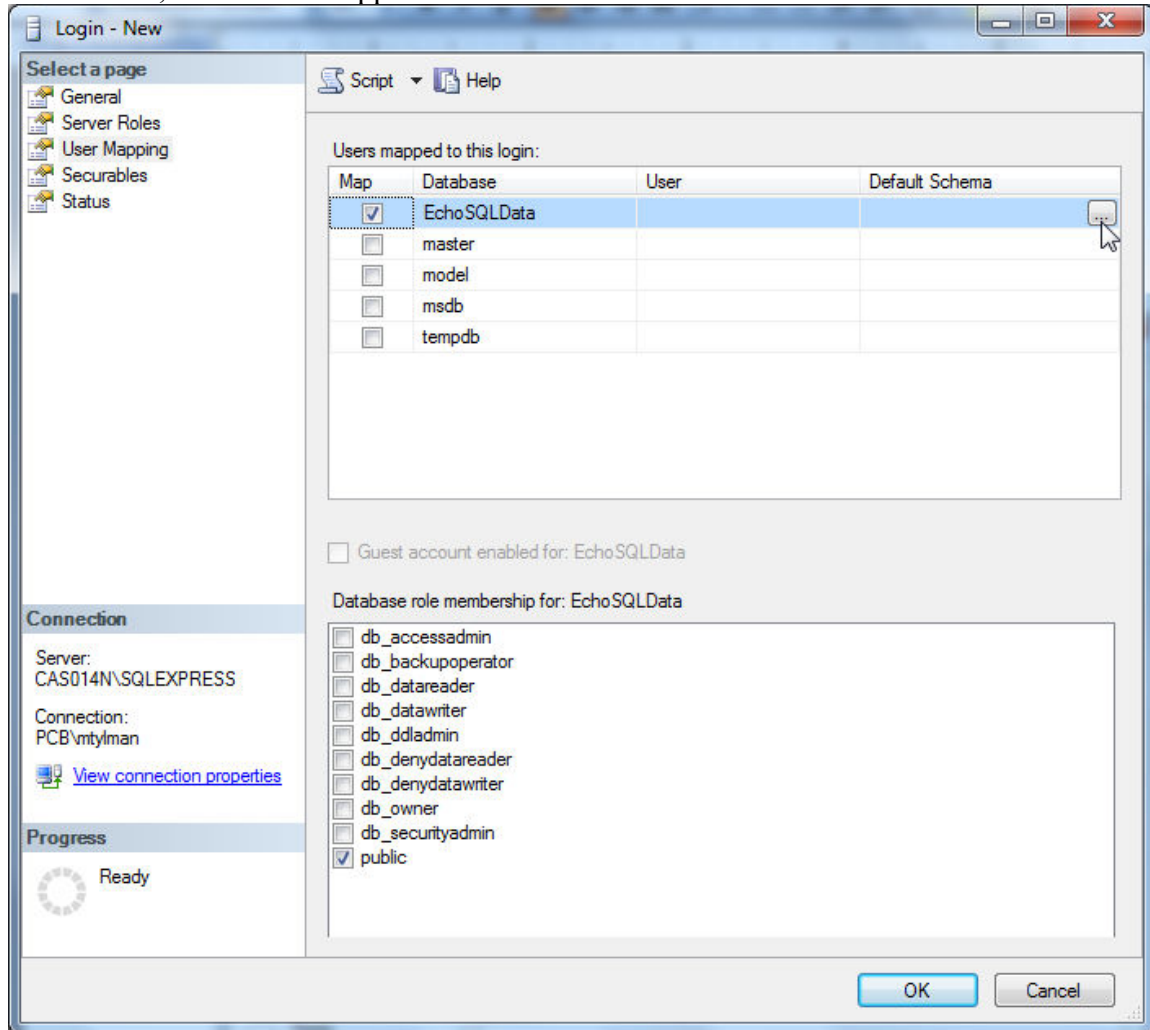 Login - New
Select a page
General
Server Roles
User Mapping
Securables
Status
Script Help
Users mapped to this login:
Map Database User Default Schema
EchoSQLData ...
master
model
msdb
tempdb
Guest account enabled for: EchoSQLData
Database role membership for: EchoSQLData
db_accessadmin
db_backupoperator
db_datareader
db_datawriter
db_ddladmin
db_denydatareader
db_denydatawriter
db_owner
db_securityadmin
public
Connection
Server:
CAS014N\SQLEXPRESS
Connection:
PCB\mtylman
View connection properties
Progress
Ready
OK Cancel